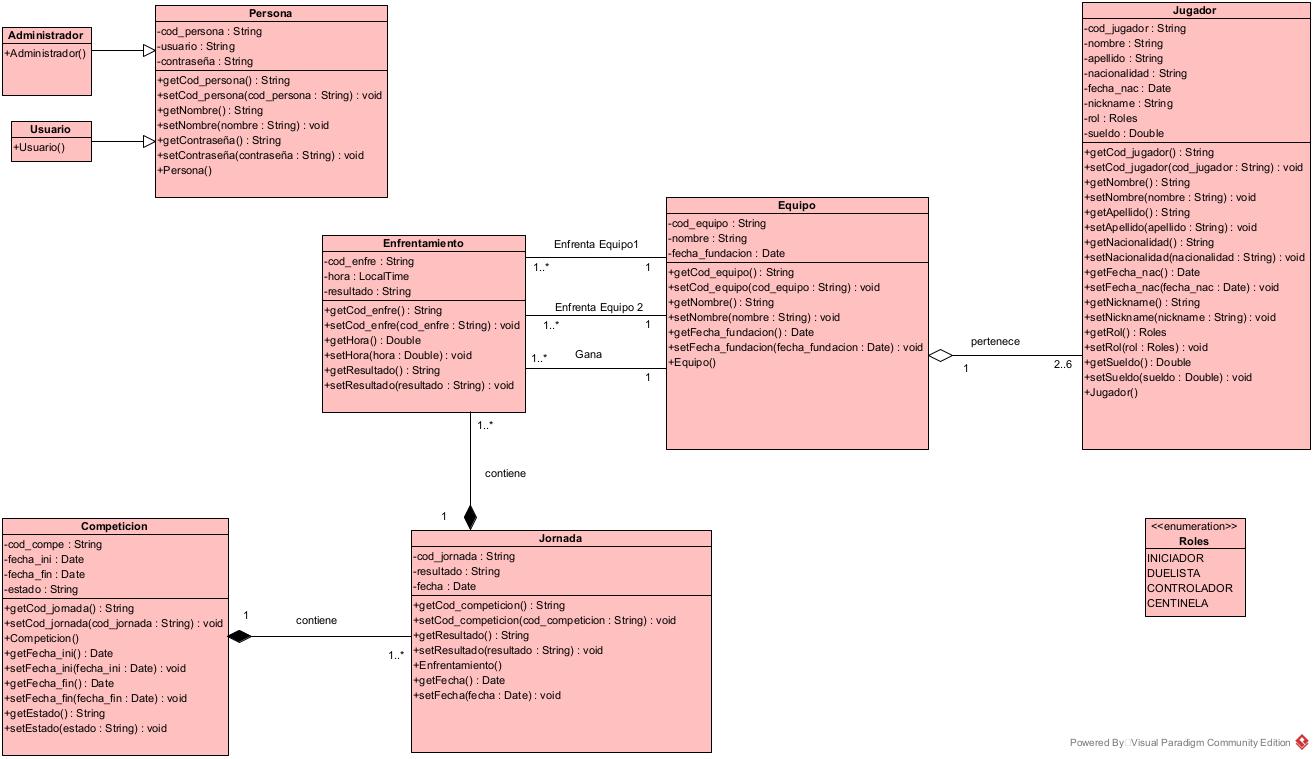 Persona
-cod_persona : String
-usuario : String
-contraseña : String
+getCod_persona() : String
+setCod_persona(cod_persona : String) : void
+getNombre() : String
+setNombre(nombre : String) : void
+getContraseña() : String
+setContraseña(contraseña : String) : void
+Persona()
Administrador
+Administrador()
Usuario
+Usuario()
Jugador
-cod_jugador : String
-nombre : String
-apellido : String
-nacionalidad : String
-fecha_nac : Date
-nickname : String
-rol : Roles
-sueldo : Double
+getCod_jugador() : String
+setCod_jugador(cod_jugador : String) : void
+getNombre() : String
+setNombre(nombre : String) : void
+getApellido() : String
+setApellido(apellido : String) : void
+getNacionalidad() : String
+setNacionalidad(nacionalidad : String) : void
+getFecha_nac() : Date
+setFecha_nac(fecha_nac : Date) : void
+getNickname() : String
+setNickname(nickname : String) : void
+getRol() : Roles
+setRol(rol : Roles) : void
+getSueldo() : Double
+setSueldo(sueldo : Double) : void
+Jugador()
Equipo
-cod_equipo : String
-nombre : String
-fecha_fundacion : Date
+getCod_equipo() : String
+setCod_equipo(cod_equipo : String) : void
+getNombre() : String
+setNombre(nombre : String) : void
+getFecha_fundacion() : Date
+setFecha_fundacion(fecha_fundacion : Date) : void
+Equipo()
Enfrentamiento
-cod_enfre : String
-hora : LocalTime
-resultado : String
+getCod_enfre() : String
+setCod_enfre(cod_enfre : String) : void
+getHora() : Double
+setHora(hora : Double) : void
+getResultado() : String
+setResultado(resultado : String) : void
Enfrenta Equipo1
1..*
1
Enfrenta Equipo 2
1..*
1
Gana
1..*
1
pertenece
1
2..6
1..*
contiene
1
Competicion
-cod_compe : String
-fecha_ini : Date
-fecha_fin : Date
-estado : String
+getCod_jornada() : String
+setCod_jornada(cod_jornada : String) : void
+Competicion()
+getFecha_ini() : Date
+setFecha_ini(fecha_ini : Date) : void
+getFecha_fin() : Date
+setFecha_fin(fecha_fin : Date) : void
+getEstado() : String
+setEstado(estado : String) : void
1
contiene
1..*
Jornada
-cod_jornada : String
-resultado : String
-fecha : Date
+getCod_competicion() : String
+setCod_competicion(cod_competicion : String) : void
+getResultado() : String
+setResultado(resultado : String) : void
+Enfrentamiento()
+getFecha() : Date
+setFecha(fecha : Date) : void
<<enumeration>>
Roles
INICIADOR
DUELISTA
CONTROLADOR
CENTINELA
Powered By Visual Paradigm Community Edition